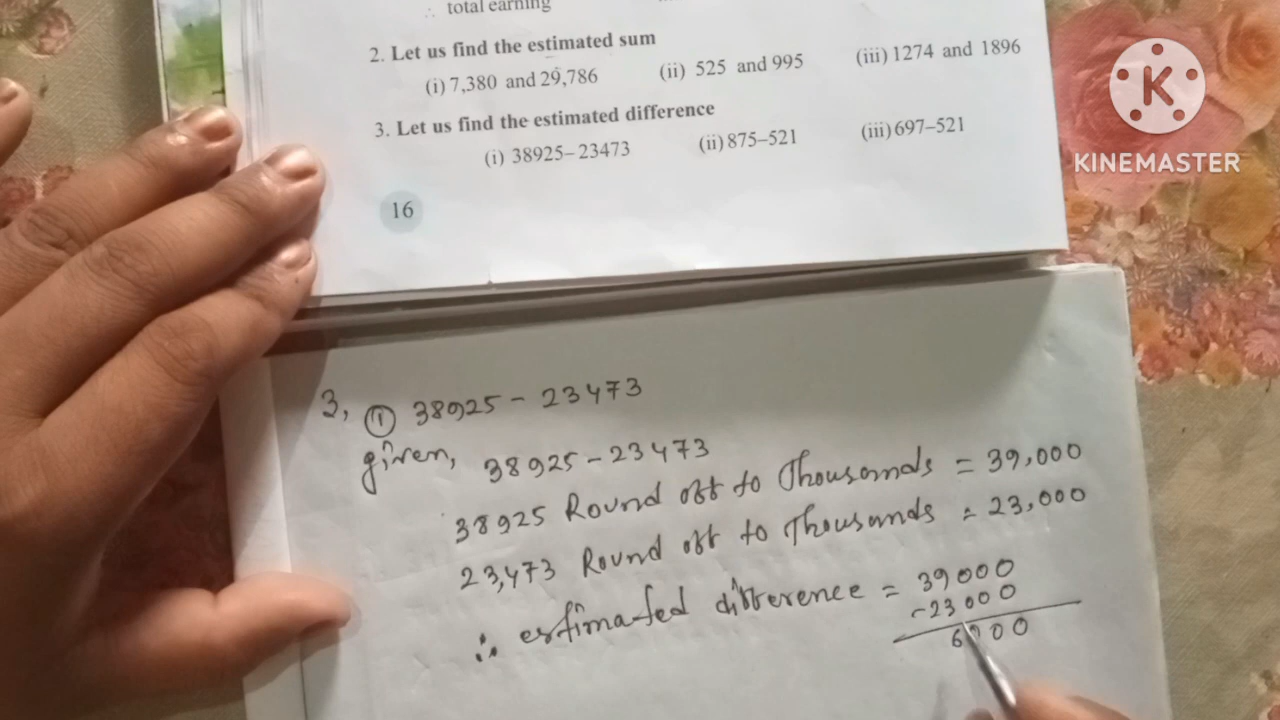 ∴ total earning
2. Let us find the estimated sum
(i) 7,380 and 29,786 (ii) 525 and 995 (iii) 1274 and 1896
3. Let us find the estimated difference
(i) 38925–23473 (ii) 875–521 (iii) 697–521
16
K
KINEMASTER
3, (i) 38925 - 23473
given, 38925 - 23473
38925 Round off to Thousands = 39,000
23,473 Round off to Thousands = 23,000
∴ estimated difference = 39000
-23000
6000